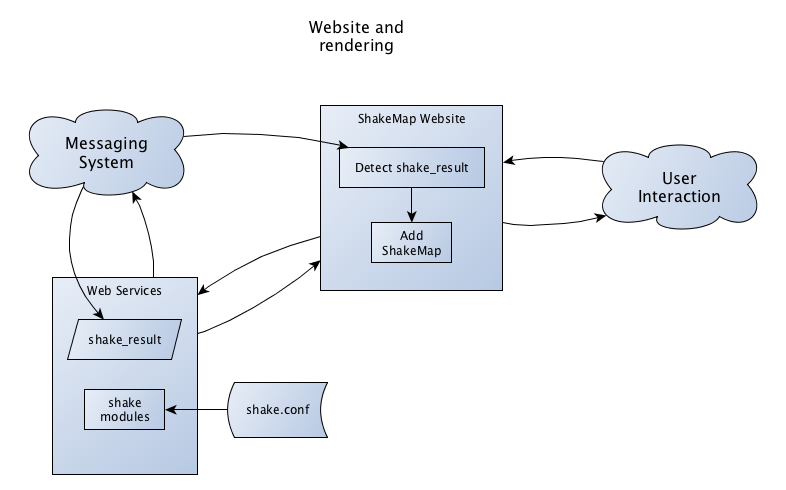 Website and
rendering
ShakeMap Website
Messaging
System
Detect shake_result
User
Interaction
Add
ShakeMap
Web Services
shake_result
shake
modules
shake.conf